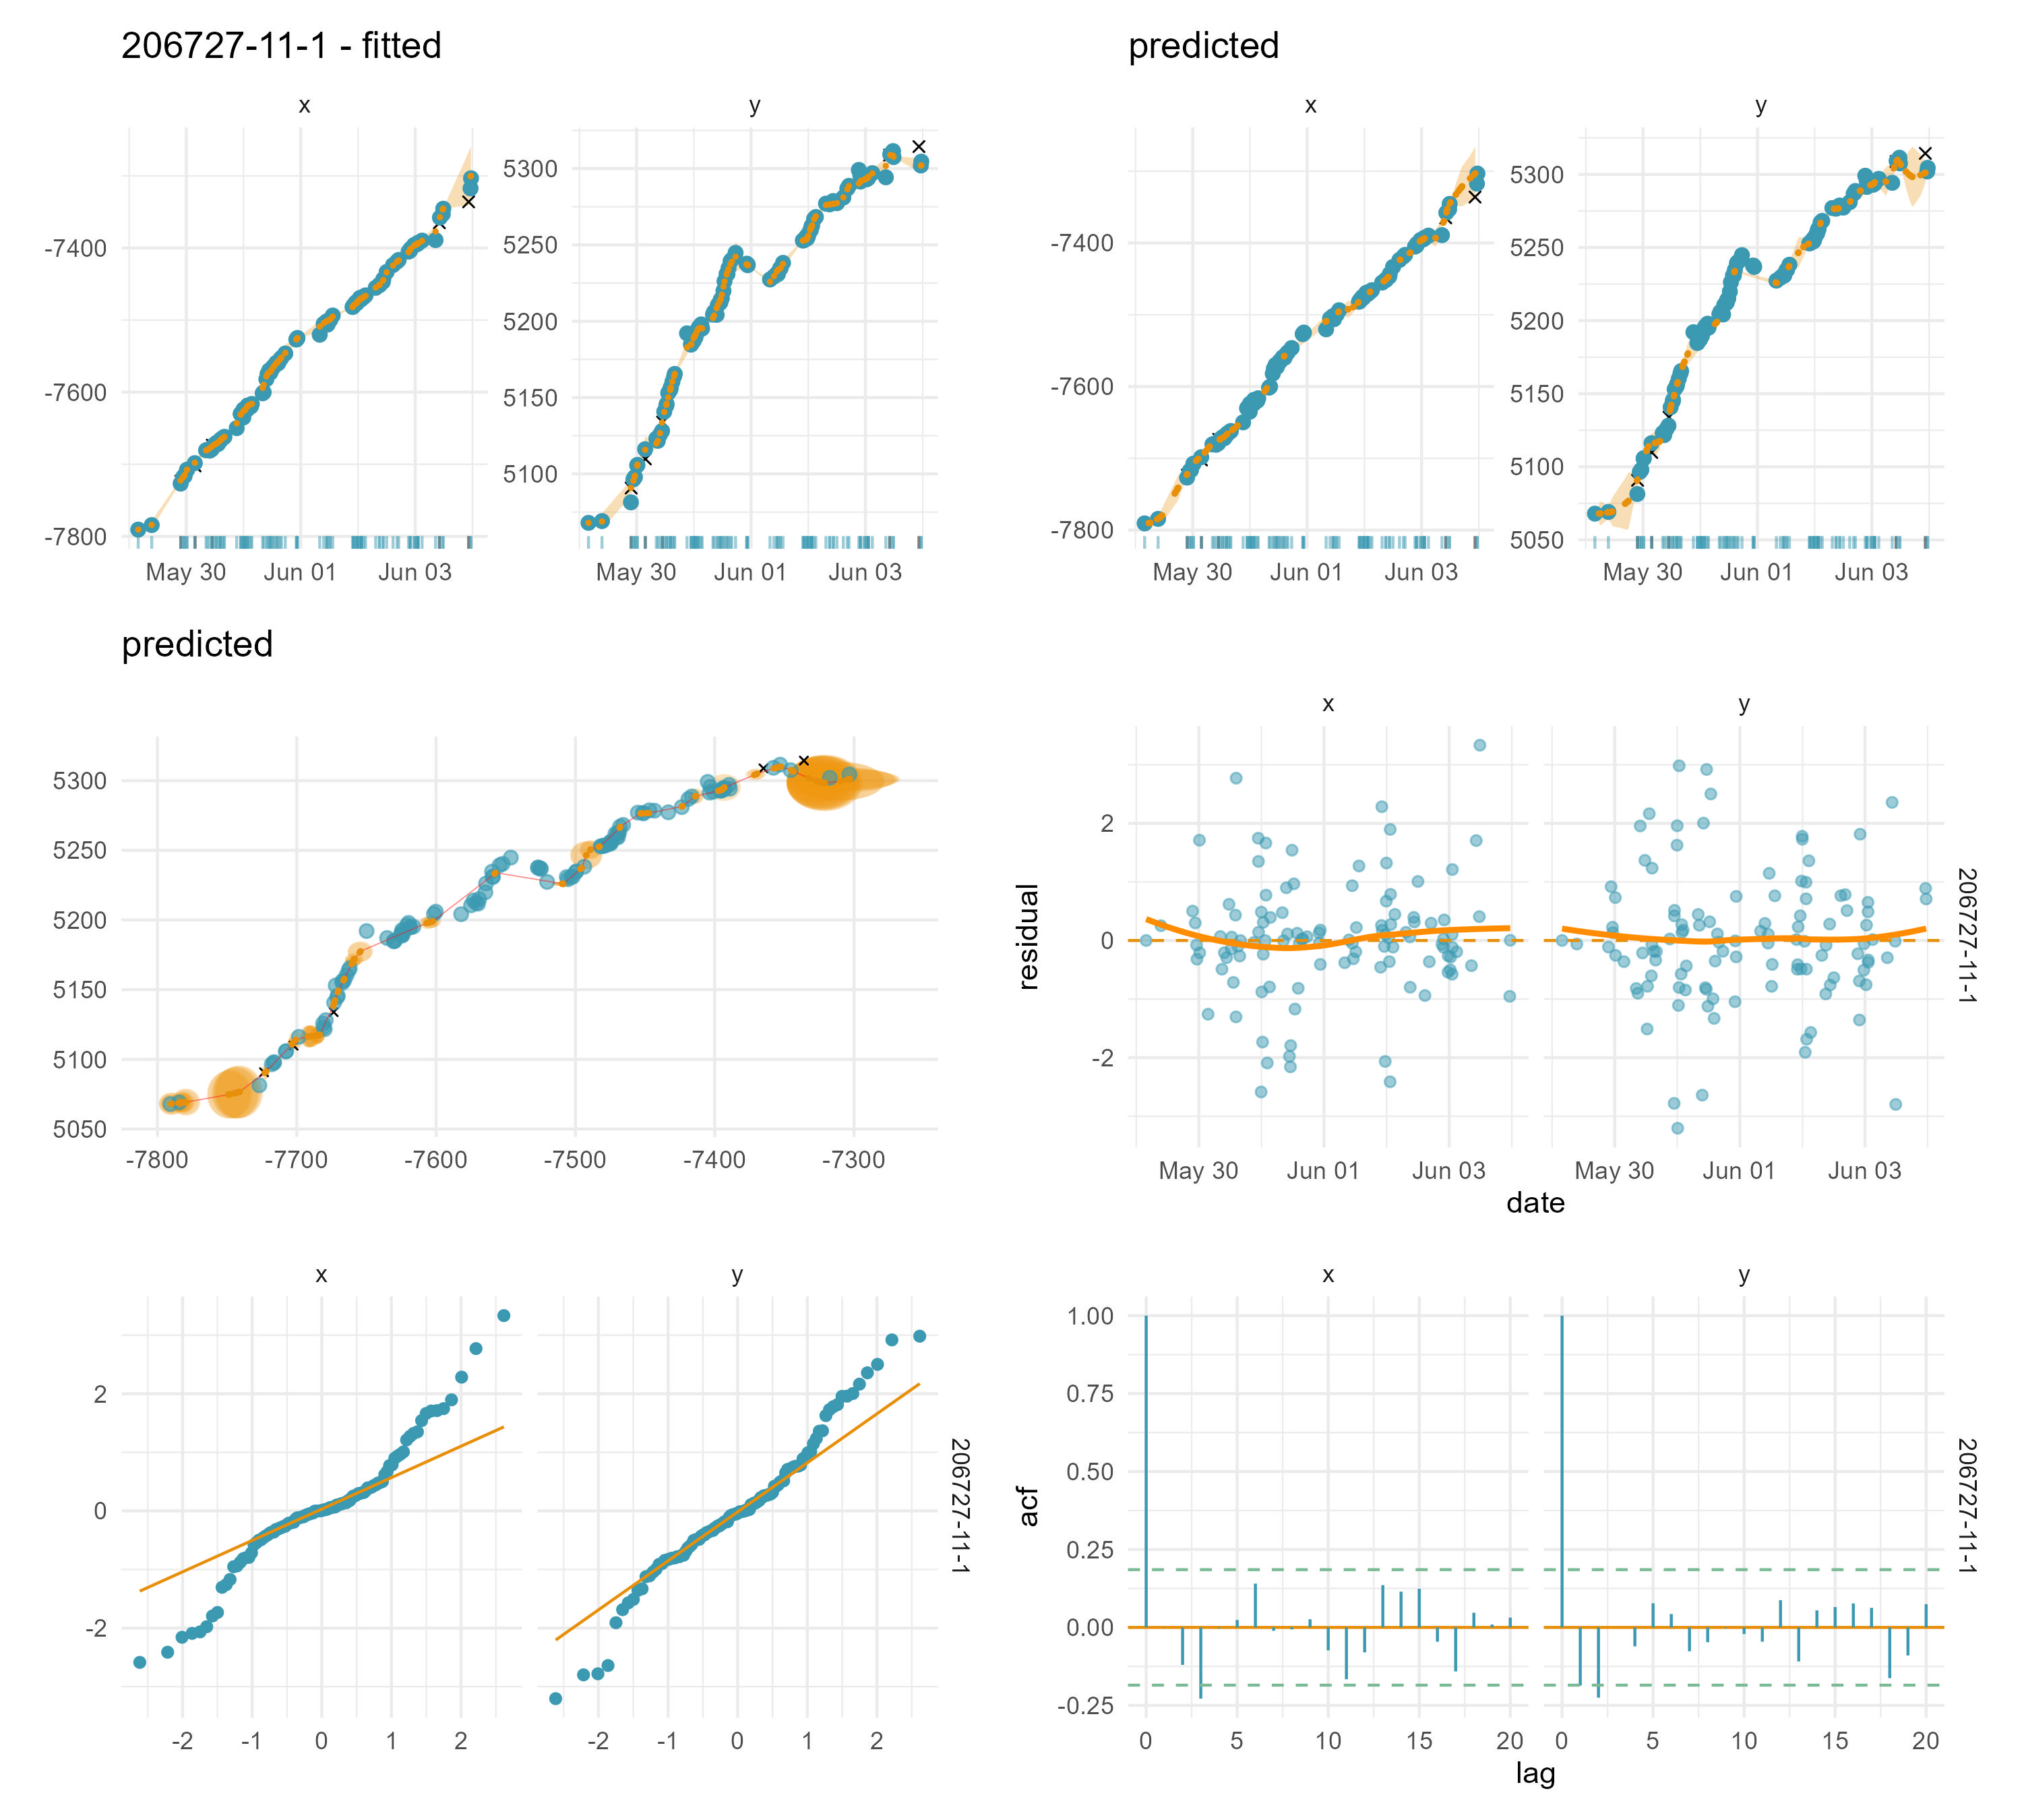 206727-11-1 - fitted
predicted
x
y
x
y
-7400
-7600
-7800
5300
5250
5200
5150
5100
-7400
-7600
-7800
5300
5250
5200
5150
5100
5050
May 30
Jun 01
Jun 03
May 30
Jun 01
Jun 03
May 30
Jun 01
Jun 03
May 30
Jun 01
Jun 03
predicted
5300
5250
5200
5150
5100
5050
-7800
-7700
-7600
-7500
-7400
-7300
x
y
residual
2
0
-2
206727-11-1
May 30
Jun 01
Jun 03
May 30
Jun 01
Jun 03
date
x
y
2
0
-2
206727-11-1
-2
-1
0
1
2
-2
-1
0
1
2
x
y
acf
1.00
0.75
0.50
0.25
0.00
-0.25
206727-11-1
0
5
10
15
20
0
5
10
15
20
lag